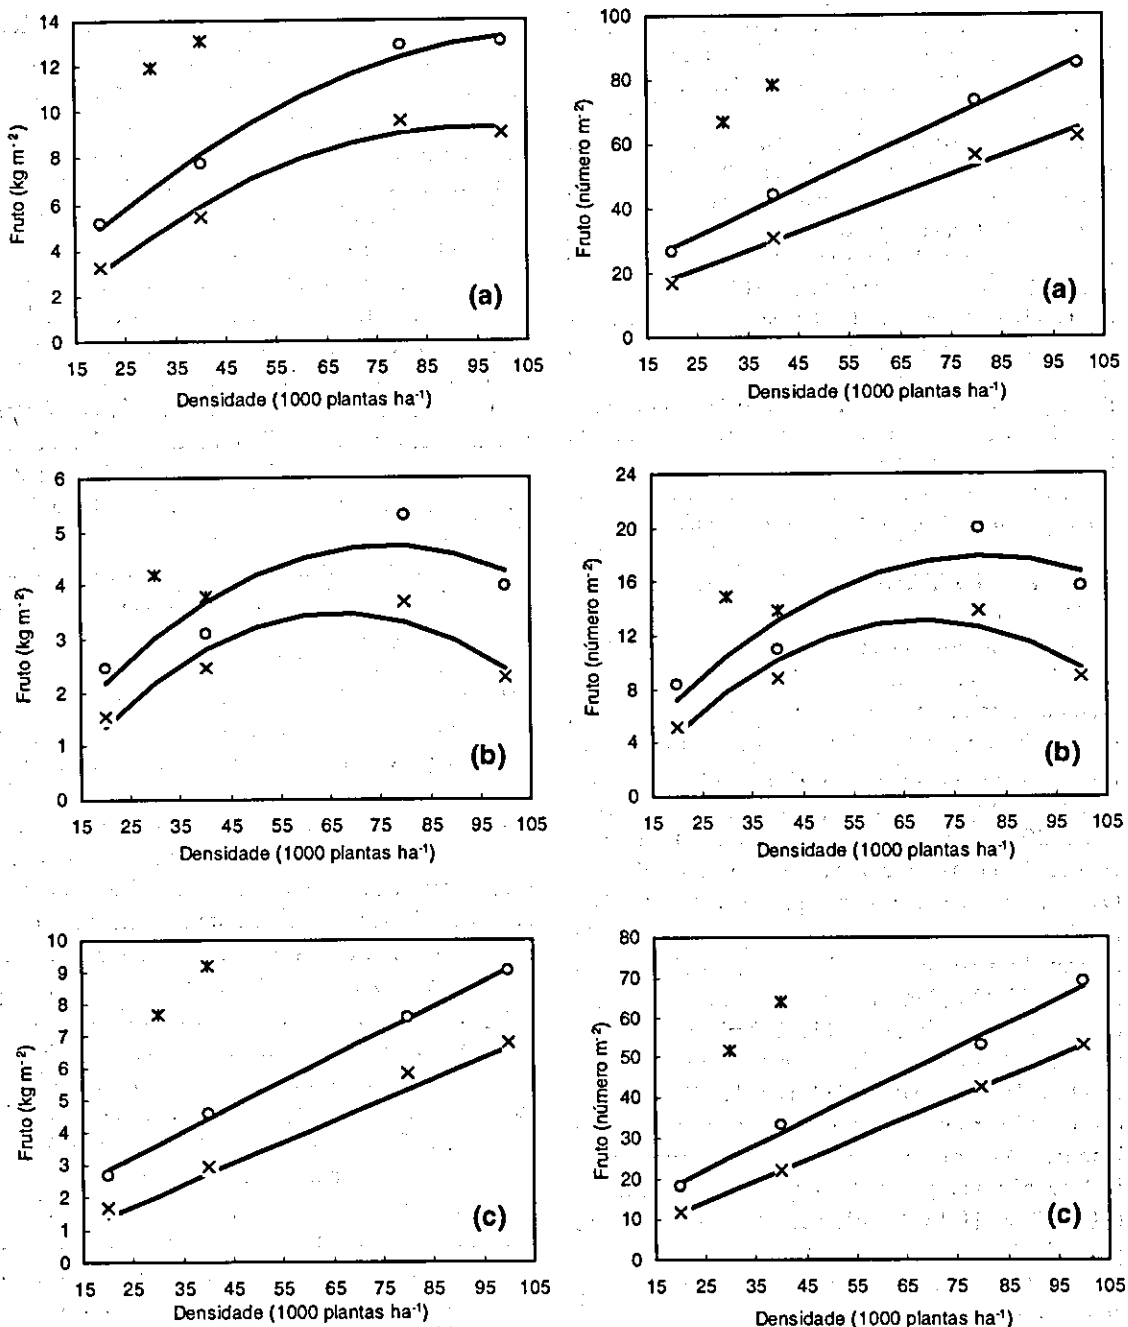 14
12
10
8
6
4
2
0
Fruto (kg m⁻²)
(a)
15 25 35 45 55 65 75 85 95 105
Densidade (1000 plantas ha⁻¹)
100
80
60
40
20
0
Fruto (número m⁻²)
(a)
15 25 35 45 55 65 75 85 95 105
Densidade (1000 plantas ha⁻¹)
6
5
4
3
2
1
0
Fruto (kg m⁻²)
(b)
15 25 35 45 55 65 75 85 95 105
Densidade (1000 plantas ha⁻¹)
24
20
16
12
8
4
0
Fruto (número m⁻²)
(b)
15 25 35 45 55 65 75 85 95 105
Densidade (1000 plantas ha⁻¹)
10
9
8
7
6
5
4
3
2
1
0
Fruto (kg m⁻²)
(c)
15 25 35 45 55 65 75 85 95 105
Densidade (1000 plantas ha⁻¹)
80
70
60
50
40
30
20
10
0
Fruto (número m⁻²)
(c)
15 25 35 45 55 65 75 85 95 105
Densidade (1000 plantas ha⁻¹)